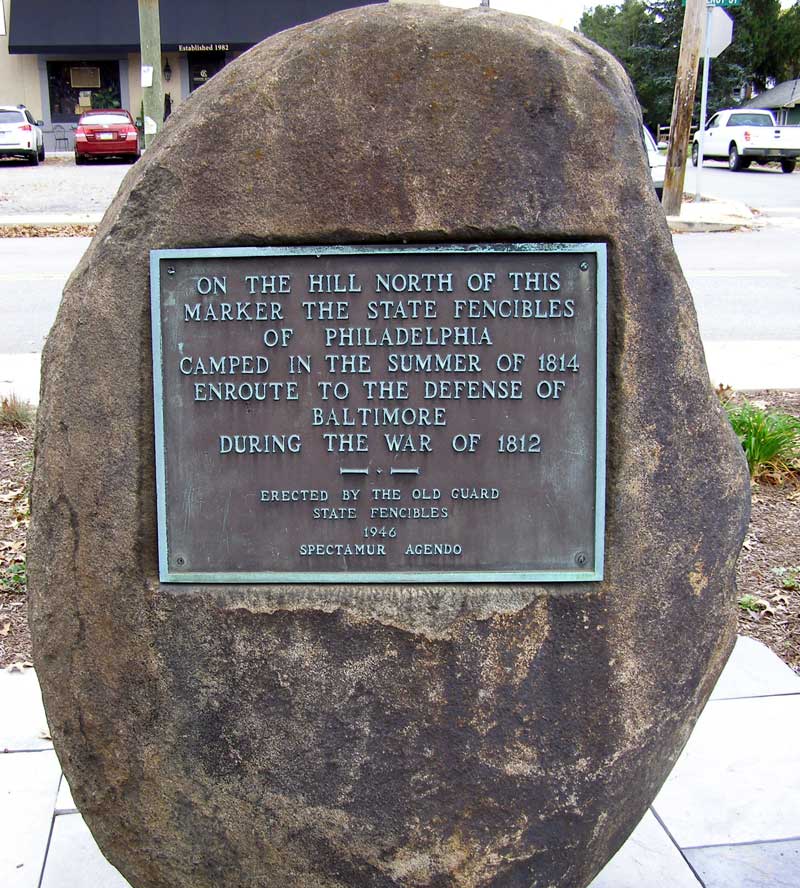 Established 1982
ON THE HILL NORTH OF THIS
MARKER THE STATE FENCIBLES
OF PHILADELPHIA
CAMPED IN THE SUMMER OF 1814
ENROUTE TO THE DEFENSE OF
BALTIMORE
DURING THE WAR OF 1812
ERECTED BY THE OLD GUARD
STATE FENCIBLES
1946
SPECTAMUR AGENDO